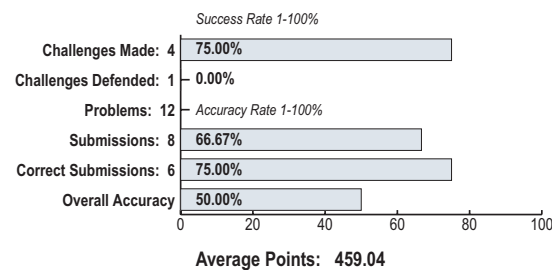 Success Rate 1-100%
Challenges Made: 4 75.00%
Challenges Defended: 1 0.00%
Problems: 12 Accuracy Rate 1-100%
Submissions: 8 66.67%
Correct Submissions: 6 75.00%
Overall Accuracy 50.00%
0 20 40 60 80 100
Average Points: 459.04